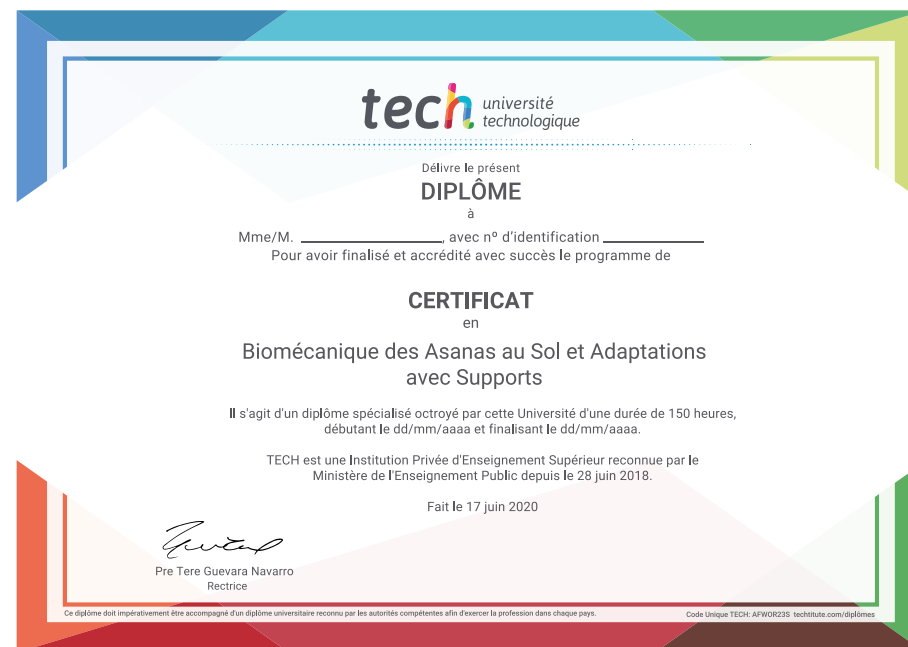 tech université
technologique
Délivre le présent
DIPLÔME
à
Mme/M. ____________________, avec nº d'identification ______________
Pour avoir finalisé et accrédité avec succès le programme de
CERTIFICAT
en
Biomécanique des Asanas au Sol et Adaptations
avec Supports
Il s'agit d'un diplôme spécialisé octroyé par cette Université d'une durée de 150 heures,
débutant le dd/mm/aaaa et finalisant le dd/mm/aaaa.
TECH est une Institution Privée d'Enseignement Supérieur reconnue par le
Ministère de l'Enseignement Public depuis le 28 juin 2018.
Fait le 17 juin 2020
Pre Tere Guevara Navarro
Rectrice
Ce diplôme doit impérativement être accompagné d'un diplôme universitaire reconnu par les autorités compétentes afin d'exercer la profession dans chaque pays.
Code Unique TECH: AFWOR23S techtitute.com/diplômes